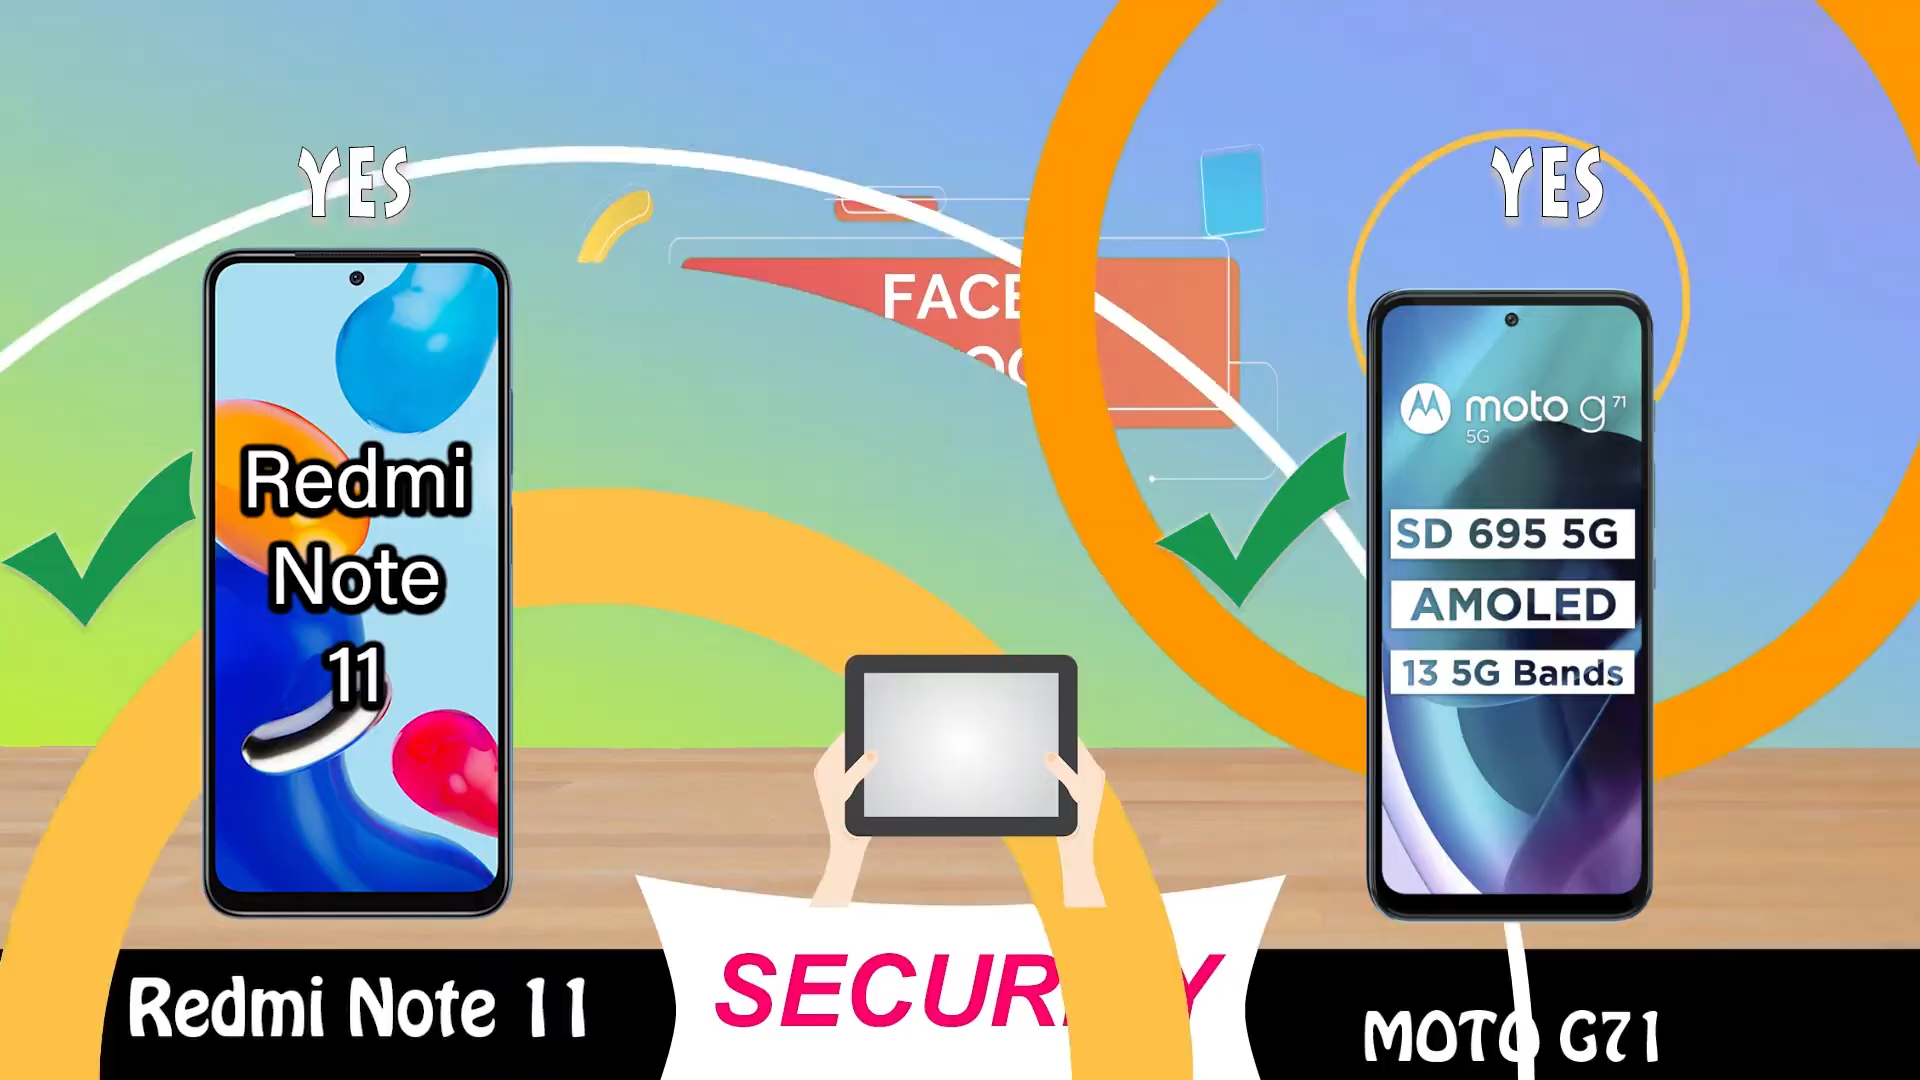 YES
YES
FACE
Redmi
Note
11
moto g71
5G
SD 695 5G
AMOLED
13 5G Bands
Redmi Note 11
MOTO G71